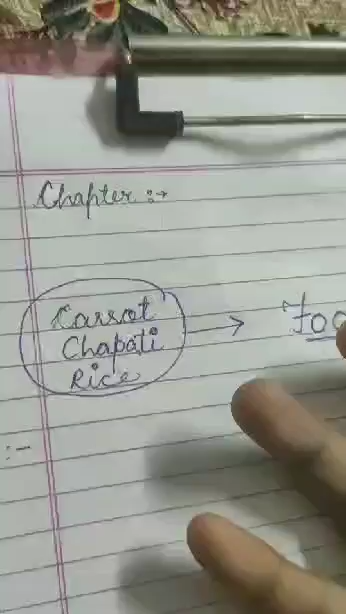 Chapter :→
Carrot
Chapati
Rice
→
:-